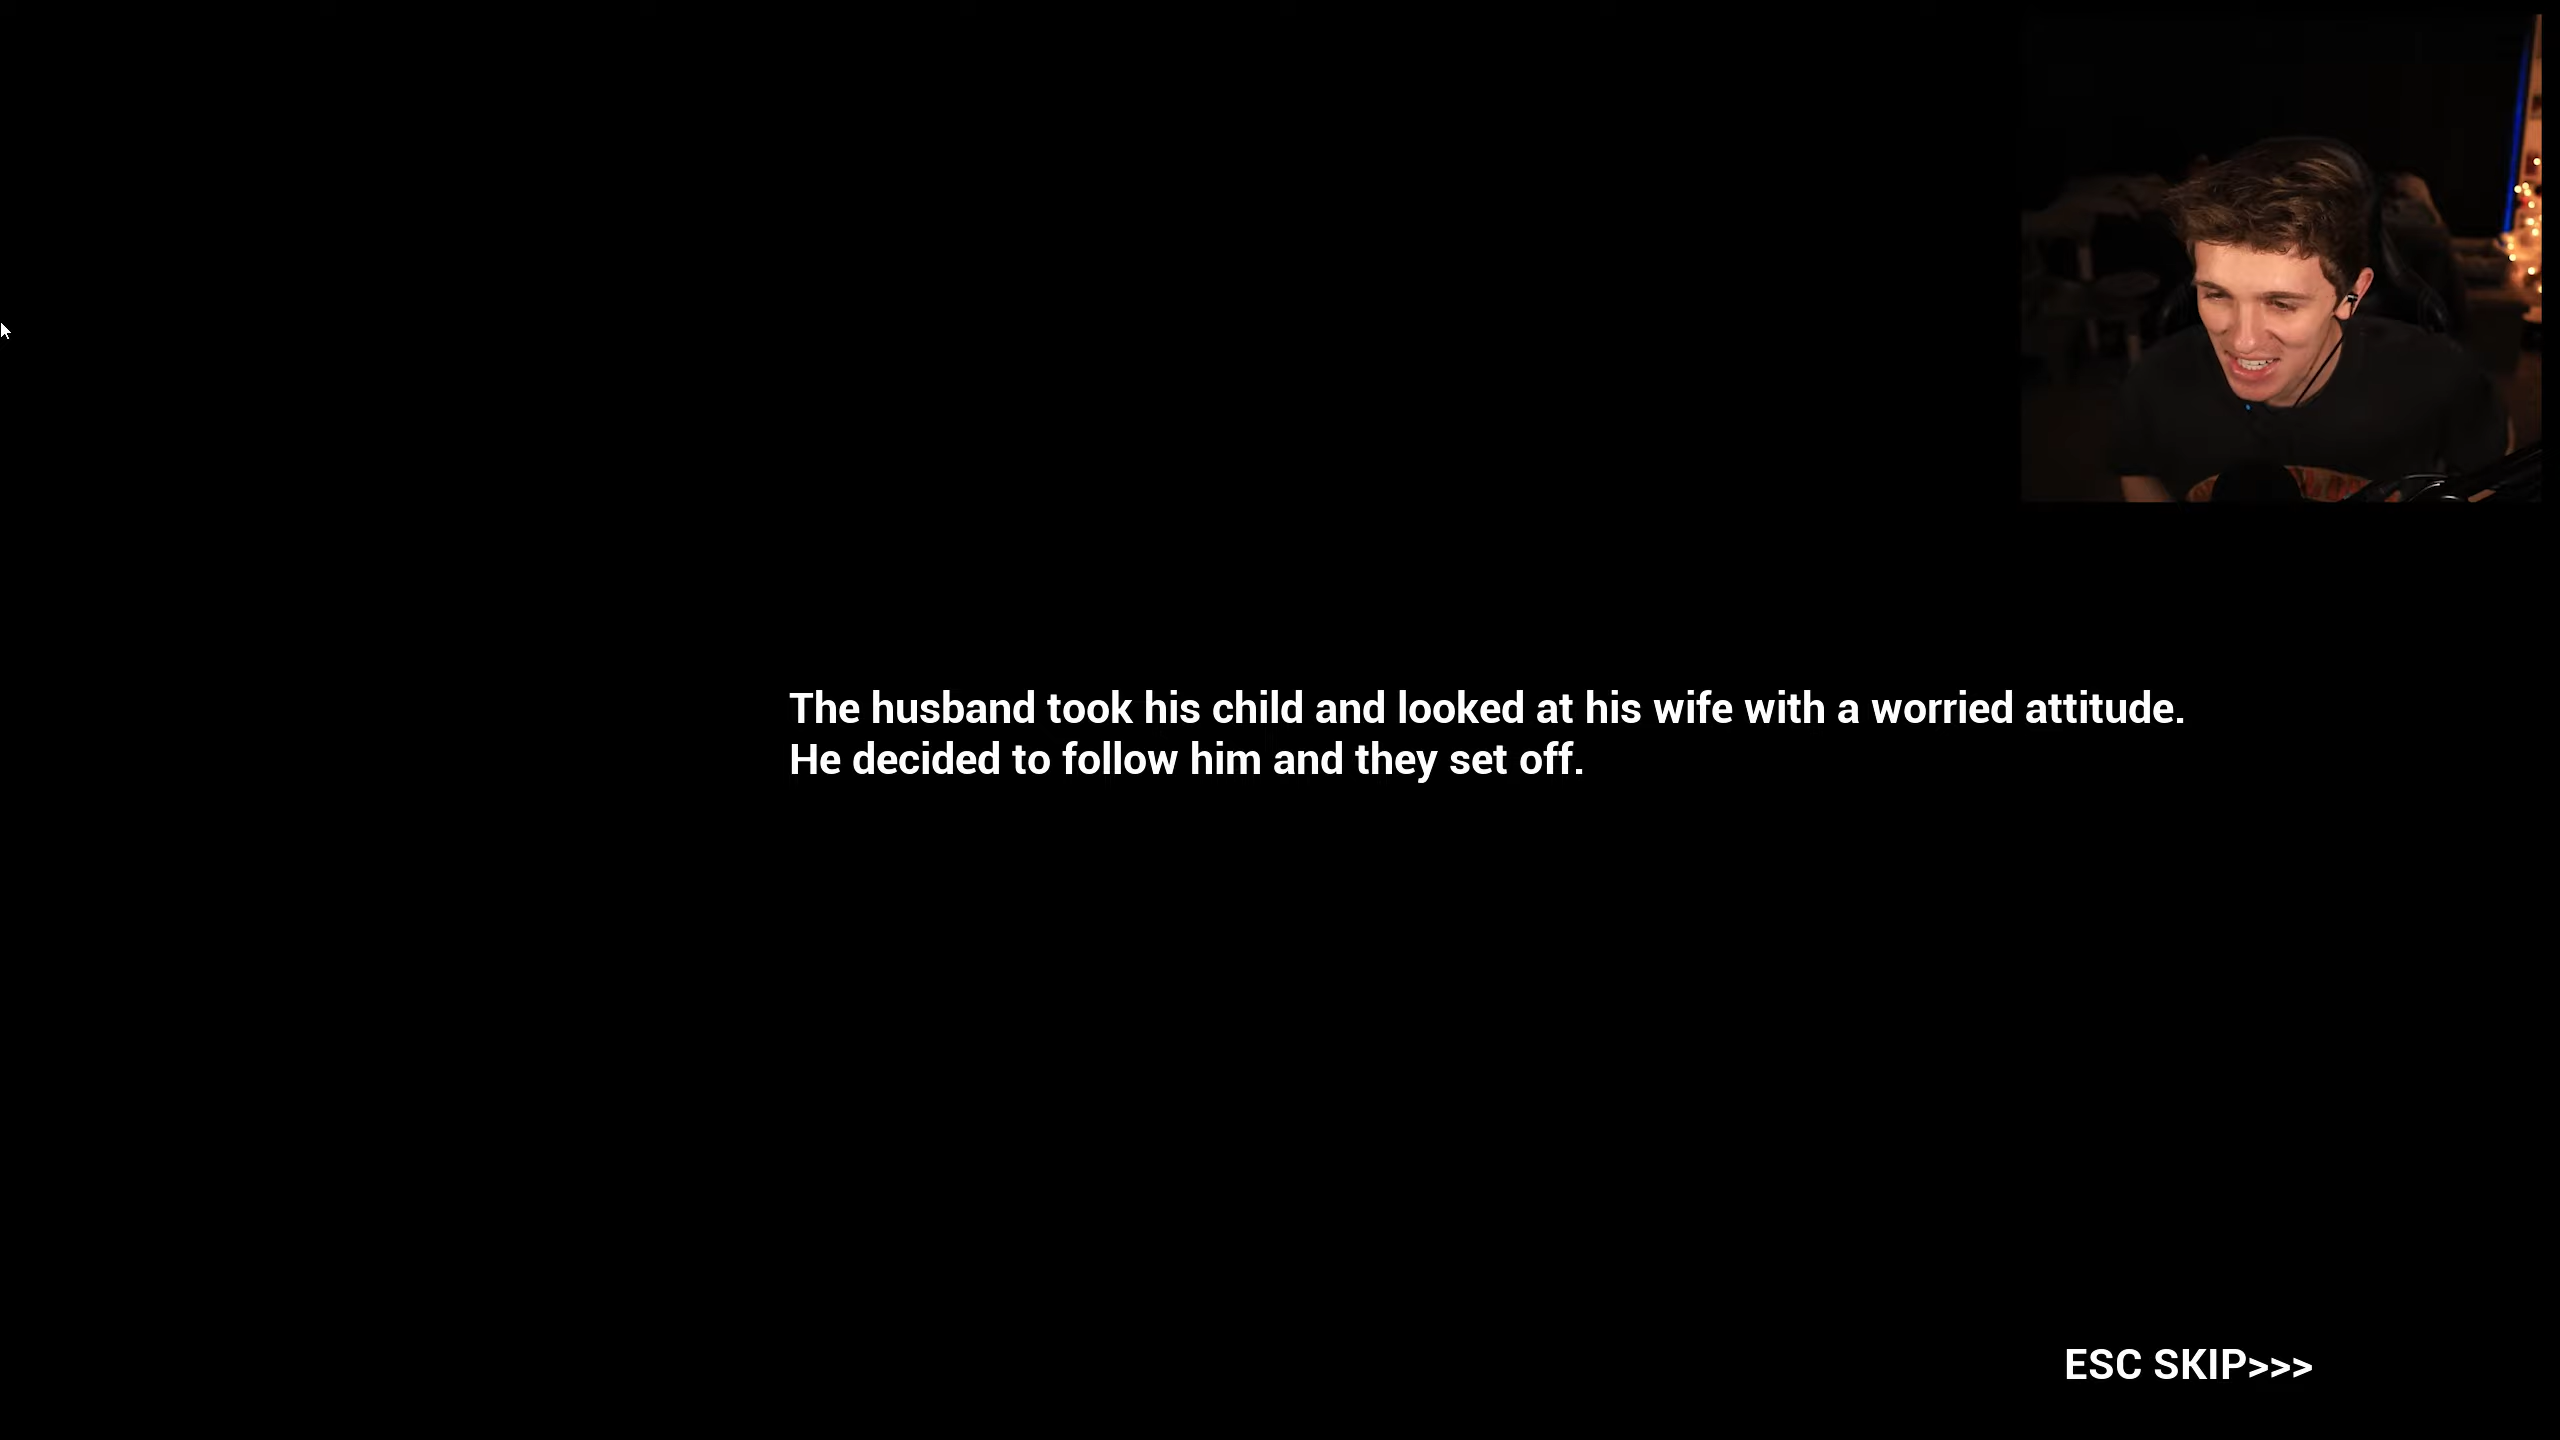 The husband took his child and looked at his wife with a worried attitude.
He decided to follow him and they set off.
ESC SKIP>>>